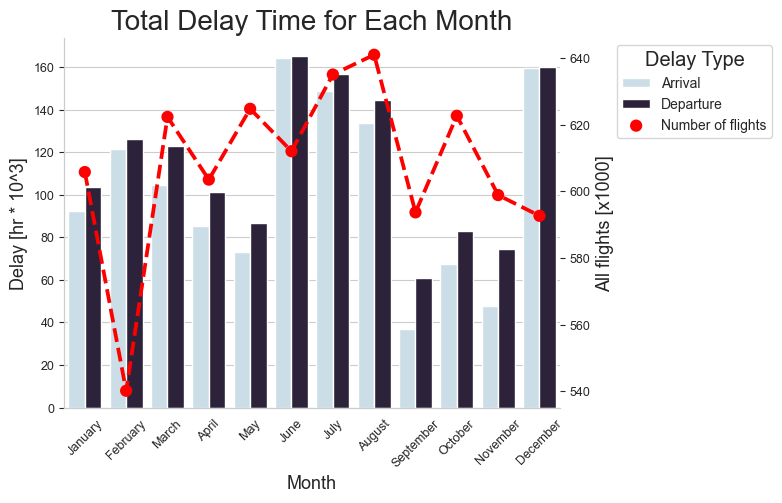 Total Delay Time for Each Month
Delay [hr * 10^3]
160
140
120
100
80
60
40
20
0
640
620
600
580
560
540
All flights [x1000]
January
February
March
April
May
June
July
August
September
October
November
December
Month
Delay Type
Arrival
Departure
Number of flights